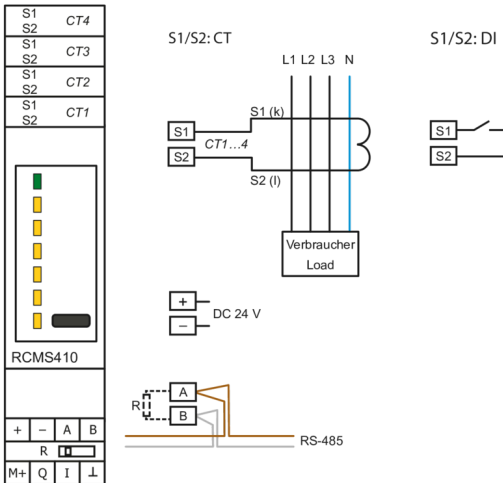 S1
S2
CT4
S1
S2
CT3
S1
S2
CT2
S1
S2
CT1
RCMS410
+ − A B
R
M+ Q I ⊥
S1/S2: CT
L1 L2 L3 N
S1 (k)
S1
CT1…4
S2
S2 (l)
Verbraucher
Load
+
−
DC 24 V
R
A
B
RS-485
S1/S2: DI
S1
S2